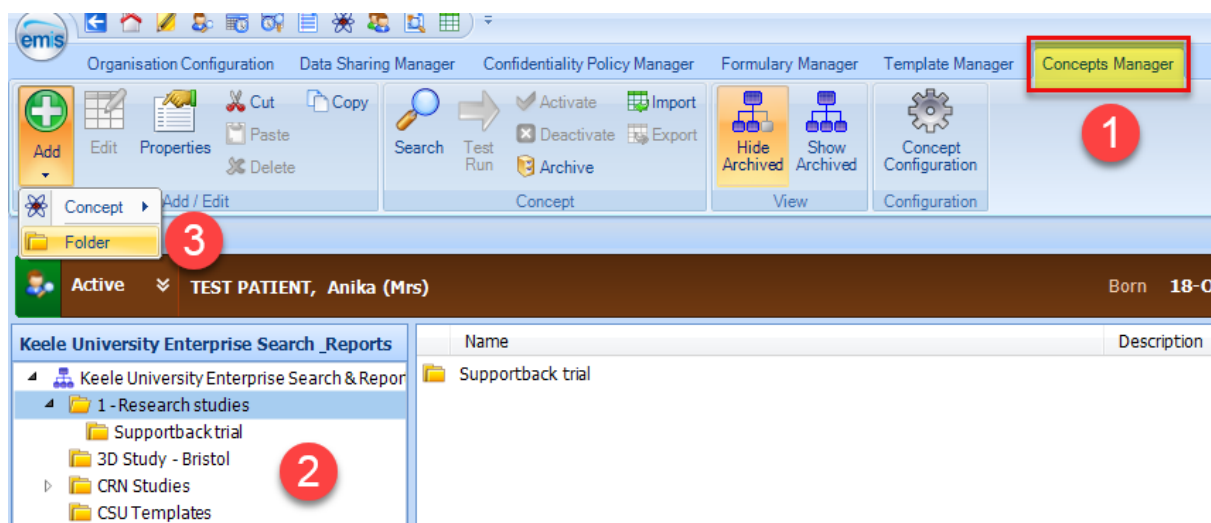 emis
Organisation Configuration Data Sharing Manager Confidentiality Policy Manager Formulary Manager Template Manager Concepts Manager
Cut Copy Activate Import
Add Edit Properties Paste Search Test Run Deactivate Export Hide Archived Show Archived Concept Configuration
Delete Archive
Concept Add / Edit Concept View Configuration
1
Folder
3
Active TEST PATIENT, Anika (Mrs) Born 18-O
Keele University Enterprise Search _Reports Name Description
Keele University Enterprise Search & Repor Supportback trial
1 - Research studies
Supportback trial
3D Study - Bristol
2
CRN Studies
CSU Templates